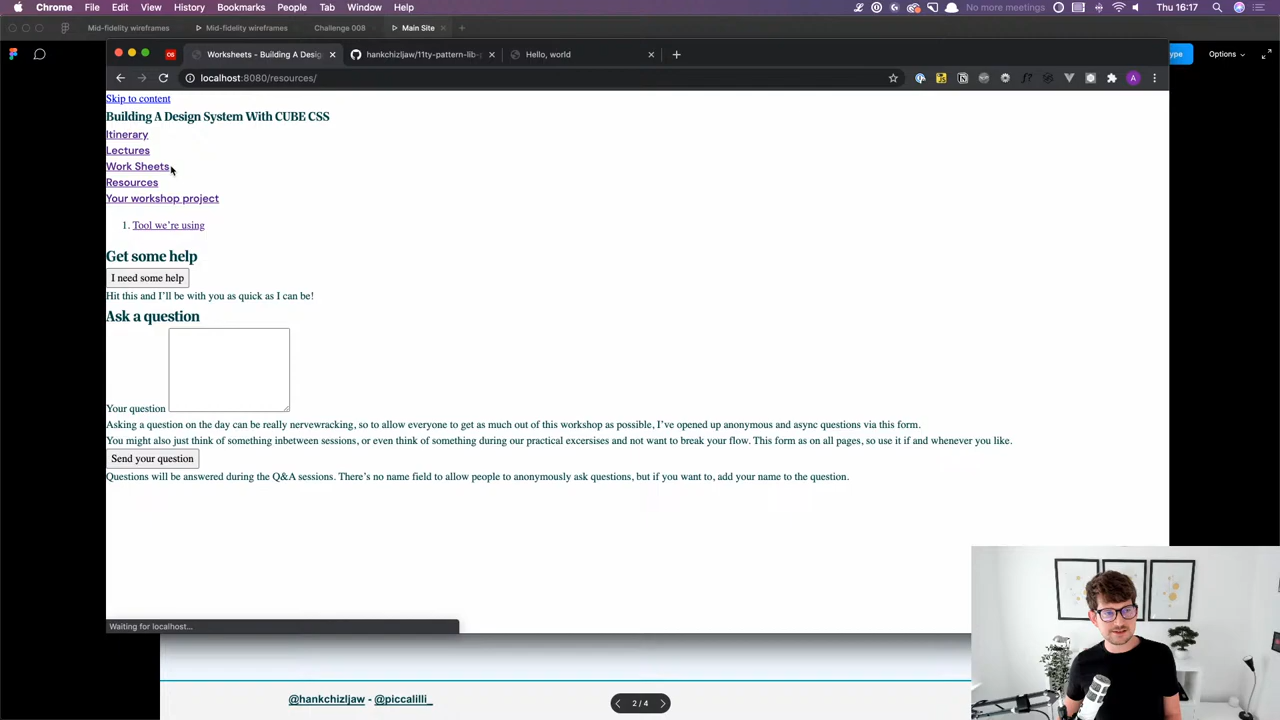 Chrome File Edit View History Bookmarks People Tab Window Help No meetings Thu 16:17
Mid-fidelity wireframes Mid-fidelity wireframes Challenge 008 Main Site
Worksheets - Building A Desig hankchizljaw/11ty-pattern-lib- Hello, world
Options
localhost:8080/resources/
Skip to content
Building A Design System With CUBE CSS
Itinerary
Lectures
Work Sheets
Resources
Your workshop project
1. Tool we're using
Get some help
I need some help
Hit this and I'll be with you as quick as I can be!
Ask a question
Your question
Asking a question on the day can be really nervewracking, so to allow everyone to get as much out of this workshop as possible, I've opened up anonymous and async questions via this form.
You might also just think of something inbetween sessions, or even think of something during our practical excersises and not want to break your flow. This form as on all pages, so use it if and whenever you like.
Send your question
Questions will be answered during the Q&A sessions. There's no name field to allow people to anonymously ask questions, but if you want to, add your name to the question.
Waiting for localhost...
@hankchizljaw - @piccalilli_
2 / 4